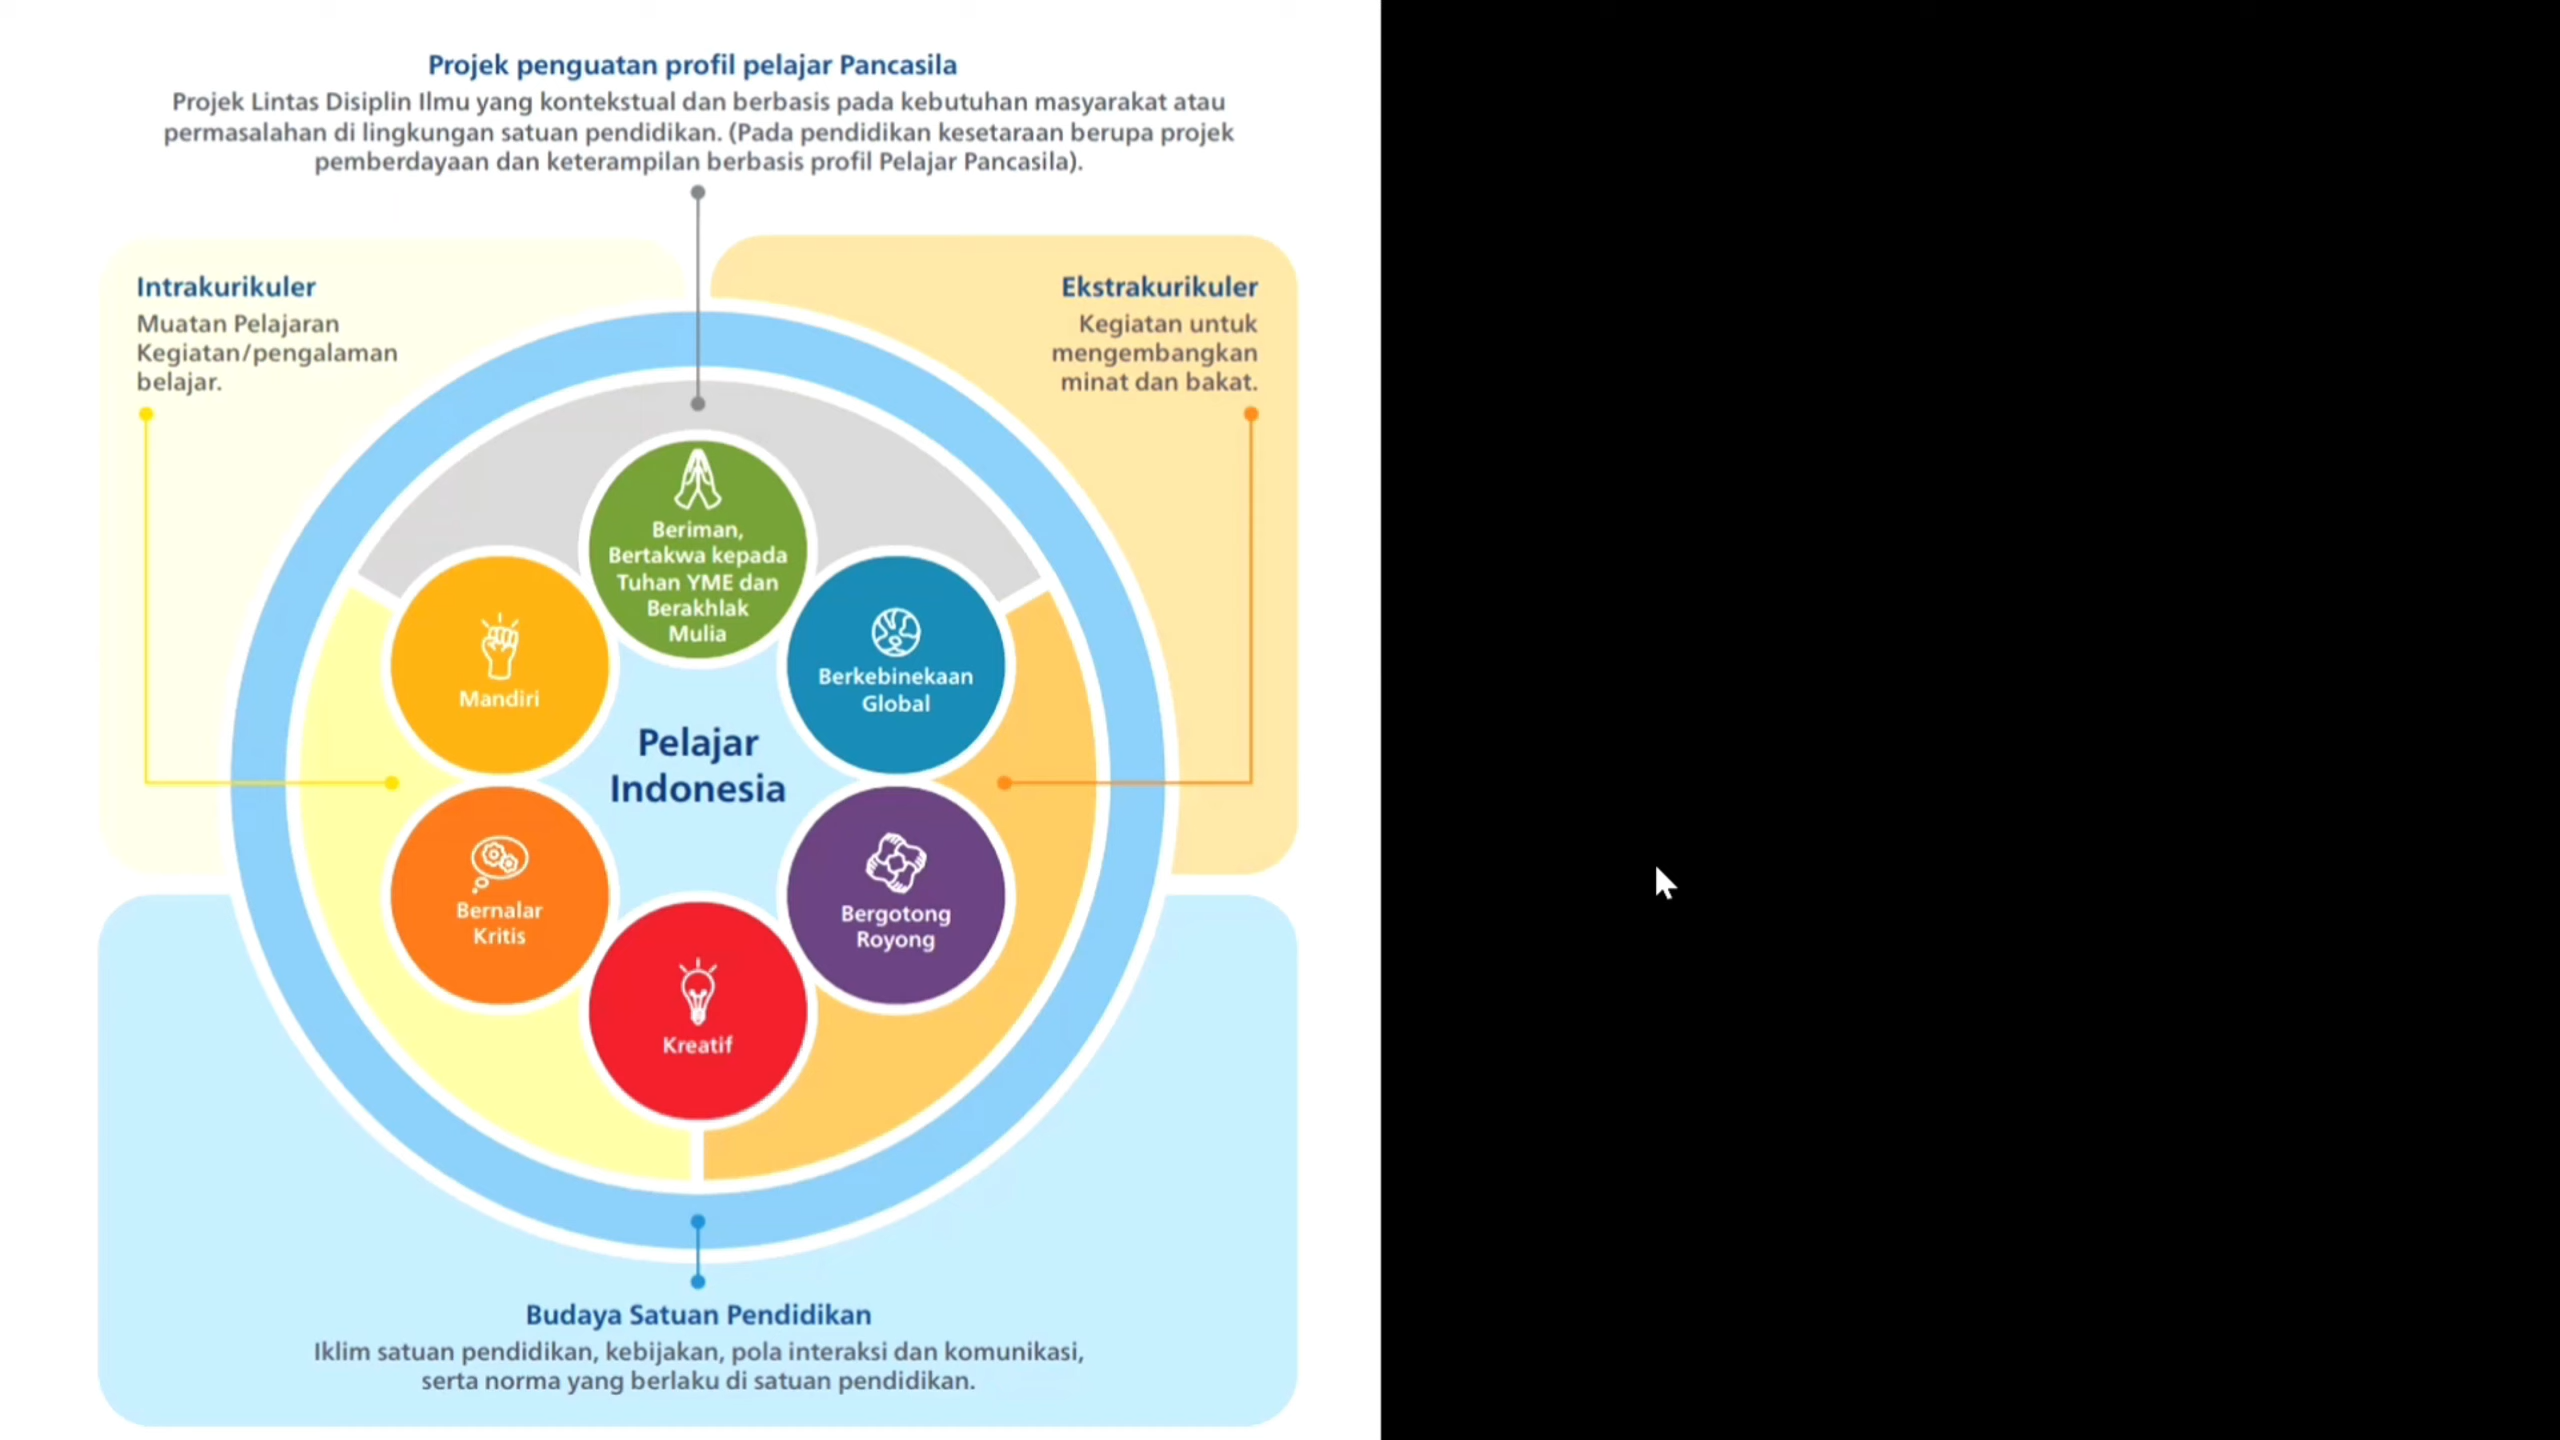 Projek penguatan profil pelajar Pancasila
Projek Lintas Disiplin Ilmu yang kontekstual dan berbasis pada kebutuhan masyarakat atau
permasalahan di lingkungan satuan pendidikan. (Pada pendidikan kesetaraan berupa projek
pemberdayaan dan keterampilan berbasis profil Pelajar Pancasila).
Intrakurikuler
Muatan Pelajaran
Kegiatan/pengalaman
belajar.
Ekstrakurikuler
Kegiatan untuk
mengembangkan
minat dan bakat.
Beriman,
Bertakwa kepada
Tuhan YME dan
Berakhlak
Mulia
Mandiri
Berkebinekaan
Global
Pelajar
Indonesia
Bernalar
Kritis
Bergotong
Royong
Kreatif
Budaya Satuan Pendidikan
Iklim satuan pendidikan, kebijakan, pola interaksi dan komunikasi,
serta norma yang berlaku di satuan pendidikan.